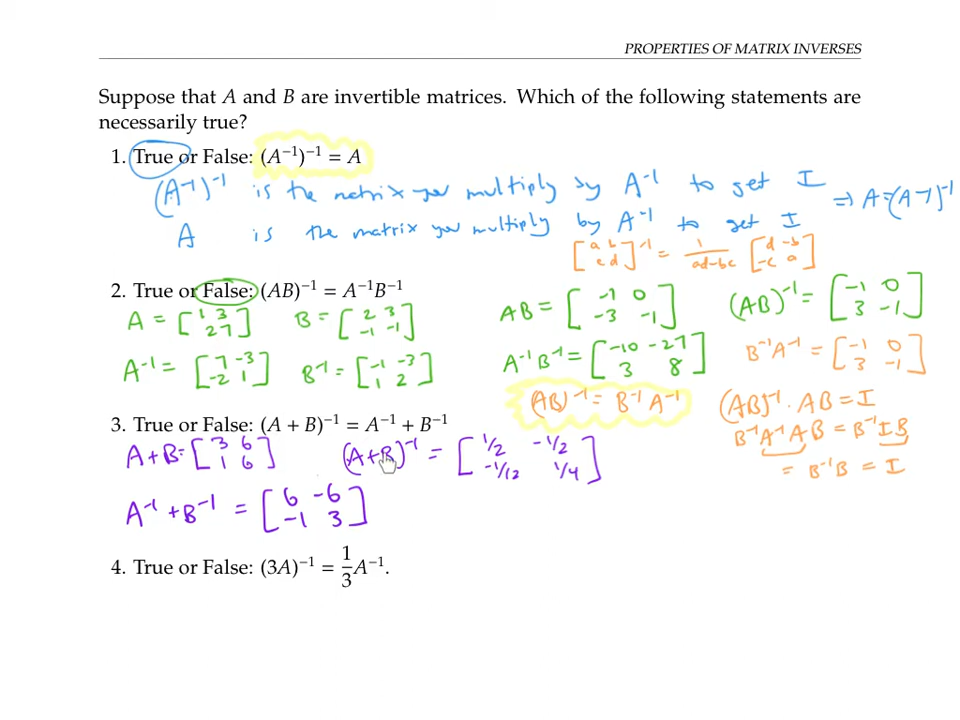 PROPERTIES OF MATRIX INVERSES
Suppose that A and B are invertible matrices. Which of the following statements are
necessarily true?
1. True or False: (A⁻¹)⁻¹ = A
(A⁻¹)⁻¹ is the matrix you multiply by A⁻¹ to get I ⇒ A = (A⁻¹)⁻¹
A is the matrix you multiply by A⁻¹ to get I
[a b; c d]⁻¹ = 1/(ad-bc) [d -b; -c a]
2. True or False: (AB)⁻¹ = A⁻¹B⁻¹
A = [1 3; 2 7] B = [2 3; -1 -1] AB = [-1 0; -3 -1] (AB)⁻¹ = [-1 0; 3 -1]
A⁻¹ = [7 -3; -2 1] B⁻¹ = [-1 -3; 1 2] A⁻¹B⁻¹ = [-10 -27; 3 8] B⁻¹A⁻¹ = [-1 0; 3 -1]
(AB)⁻¹ = B⁻¹A⁻¹ (AB)⁻¹ · AB = I
3. True or False: (A + B)⁻¹ = A⁻¹ + B⁻¹
B⁻¹A⁻¹AB = B⁻¹IB
= B⁻¹B = I
A+B = [3 6; 1 6] (A+B)⁻¹ = [1/2 -1/2; -1/12 1/4]
A⁻¹ + B⁻¹ = [6 -6; -1 3]
4. True or False: (3A)⁻¹ = 1/3 A⁻¹.